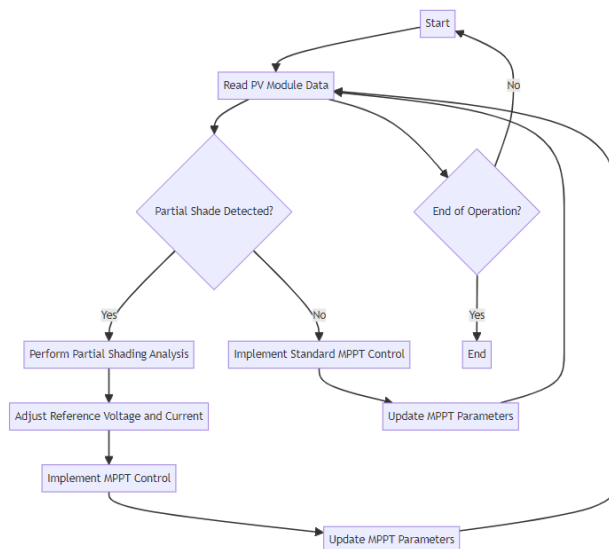 Start
No
Read PV Module Data
Partial Shade Detected?
End of Operation?
Yes
No
Yes
Perform Partial Shading Analysis
Implement Standard MPPT Control
End
Adjust Reference Voltage and Current
Update MPPT Parameters
Implement MPPT Control
Update MPPT Parameters